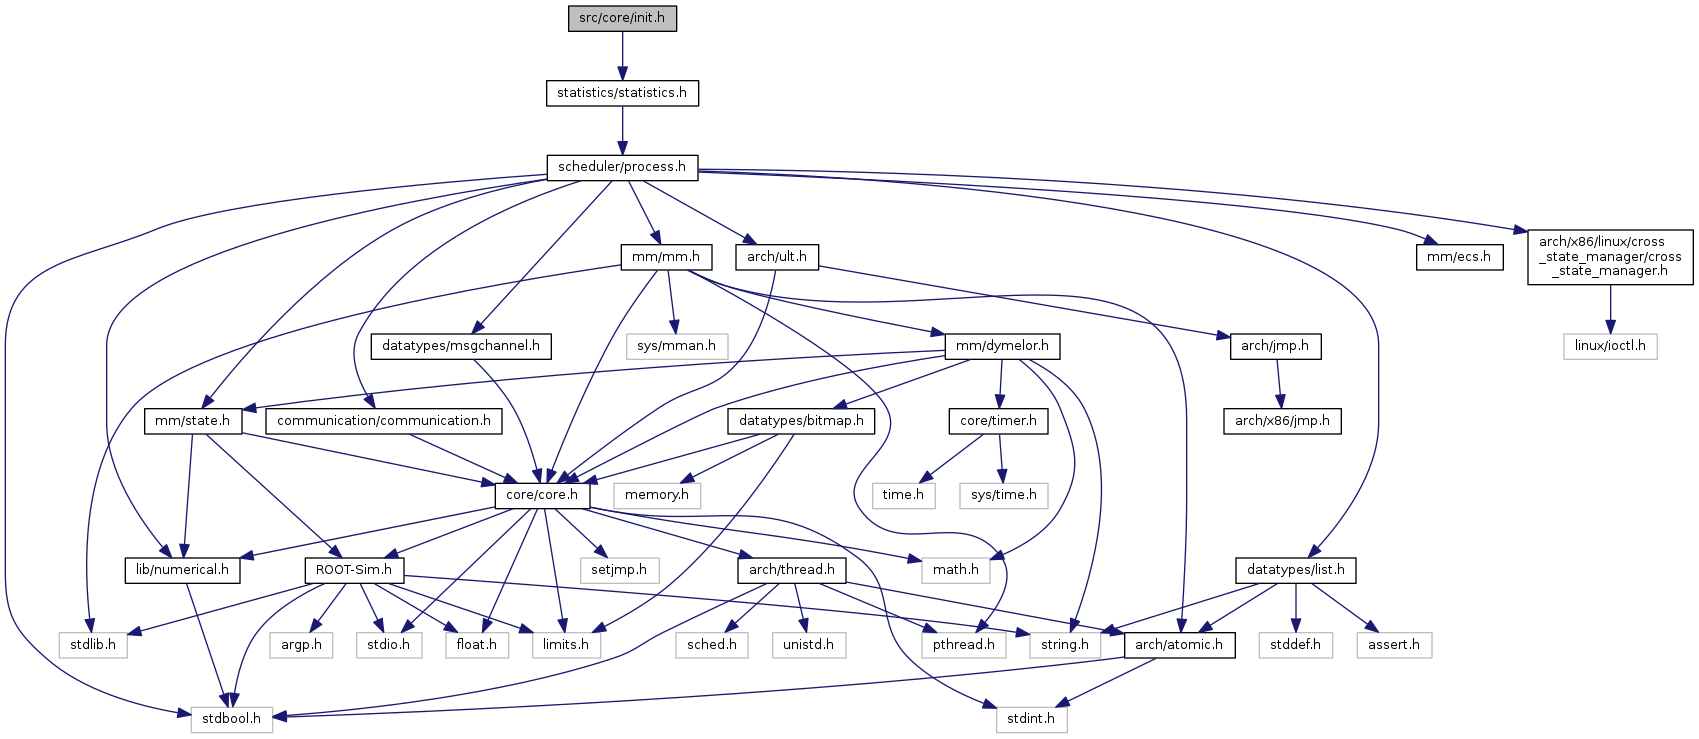 src/core/init.h
statistics/statistics.h
scheduler/process.h
mm/mm.h
arch/ult.h
mm/ecs.h
arch/x86/linux/cross
_state_manager/cross
_state_manager.h
datatypes/msgchannel.h
sys/mman.h
mm/dymelor.h
arch/jmp.h
linux/ioctl.h
mm/state.h
communication/communication.h
datatypes/bitmap.h
core/timer.h
arch/x86/jmp.h
core/core.h
memory.h
time.h
sys/time.h
lib/numerical.h
ROOT-Sim.h
setjmp.h
arch/thread.h
math.h
datatypes/list.h
stdlib.h
argp.h
stdio.h
float.h
limits.h
sched.h
unistd.h
pthread.h
string.h
arch/atomic.h
stddef.h
assert.h
stdbool.h
stdint.h